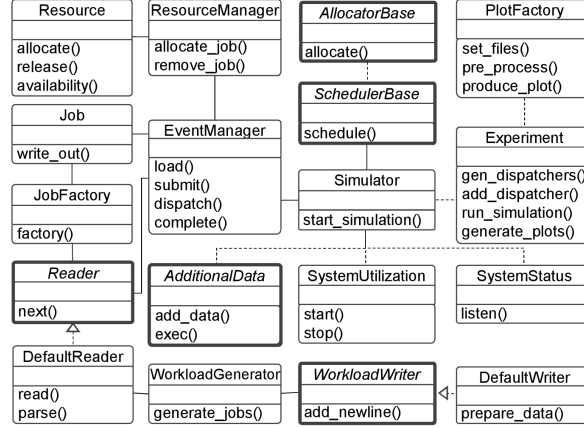 Resource
allocate()
release()
availability()
ResourceManager
allocate_job()
remove_job()
AllocatorBase
allocate()
PlotFactory
set_files()
pre_process()
produce_plot()
Job
write_out()
EventManager
load()
submit()
dispatch()
complete()
SchedulerBase
schedule()
Experiment
gen_dispatchers()
add_dispatcher()
run_simulation()
generate_plots()
JobFactory
factory()
Simulator
start_simulation()
Reader
next()
AdditionalData
add_data()
exec()
SystemUtilization
start()
stop()
SystemStatus
listen()
DefaultReader
read()
parse()
WorkloadGenerator
generate_jobs()
WorkloadWriter
add_newline()
DefaultWriter
prepare_data()